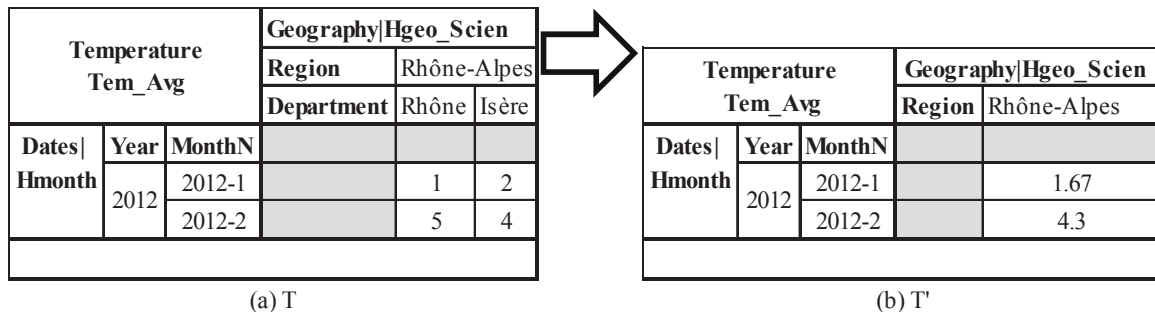 Temperature
Tem_Avg
Geography|Hgeo_Scien
Region Rhône-Alpes
Department Rhône Isère
Dates|
Hmonth
Year MonthN
2012
2012-1 1 2
2012-2 5 4
(a) T
Temperature
Tem_Avg
Geography|Hgeo_Scien
Region Rhône-Alpes
Dates|
Hmonth
Year MonthN
2012
2012-1 1.67
2012-2 4.3
(b) T'